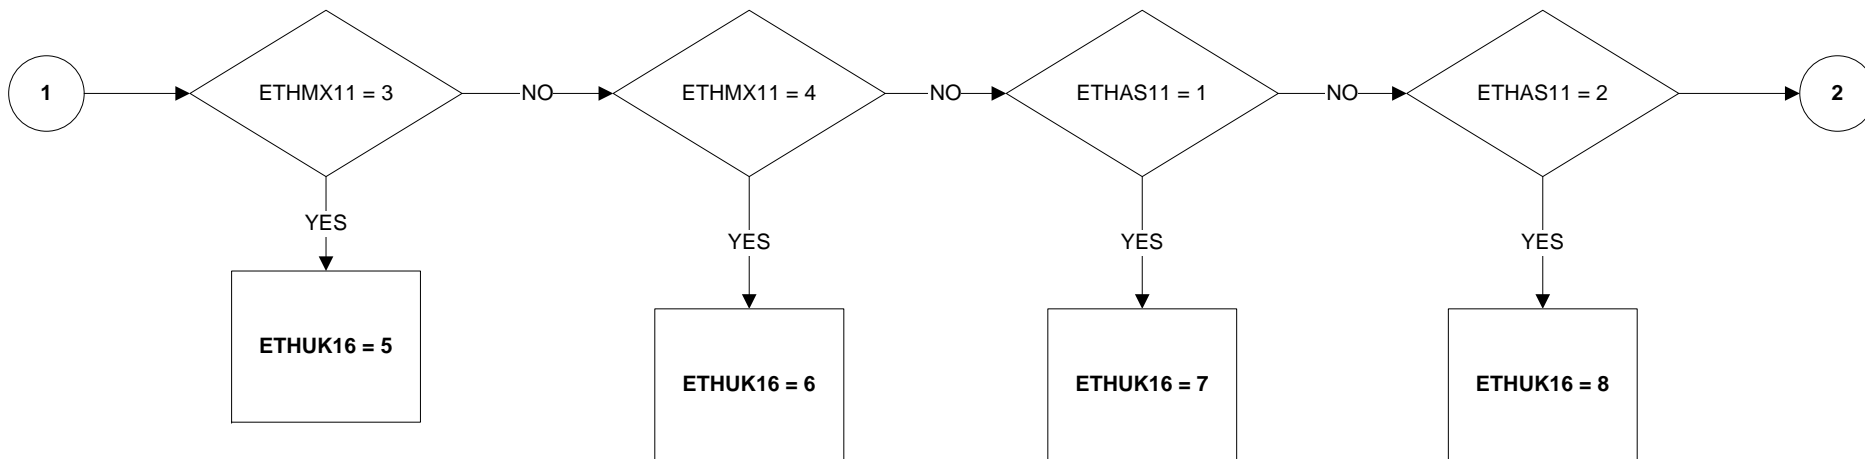 1
ETHMX11 = 3
NO
ETHMX11 = 4
NO
ETHAS11 = 1
NO
ETHAS11 = 2
2
YES
YES
YES
YES
ETHUK16 = 5
ETHUK16 = 6
ETHUK16 = 7
ETHUK16 = 8